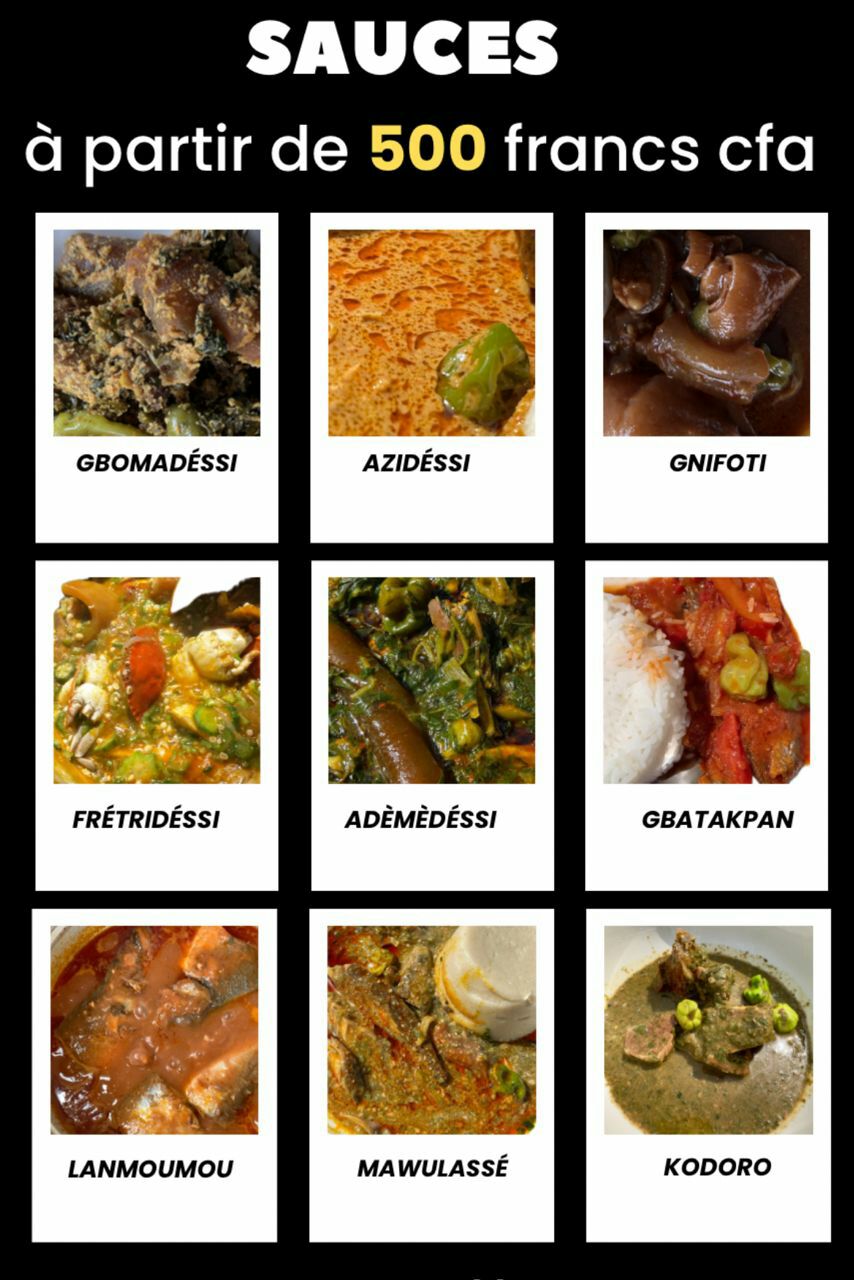 SAUCES
à partir de 500 francs cfa
GBOMADÉSSI
AZIDÉSSI
GNIFOTI
FRÉTRIDÉSSI
ADÈMÈDÉSSI
GBATAKPAN
LANMOUMOU
MAWULASSÉ
KODORO